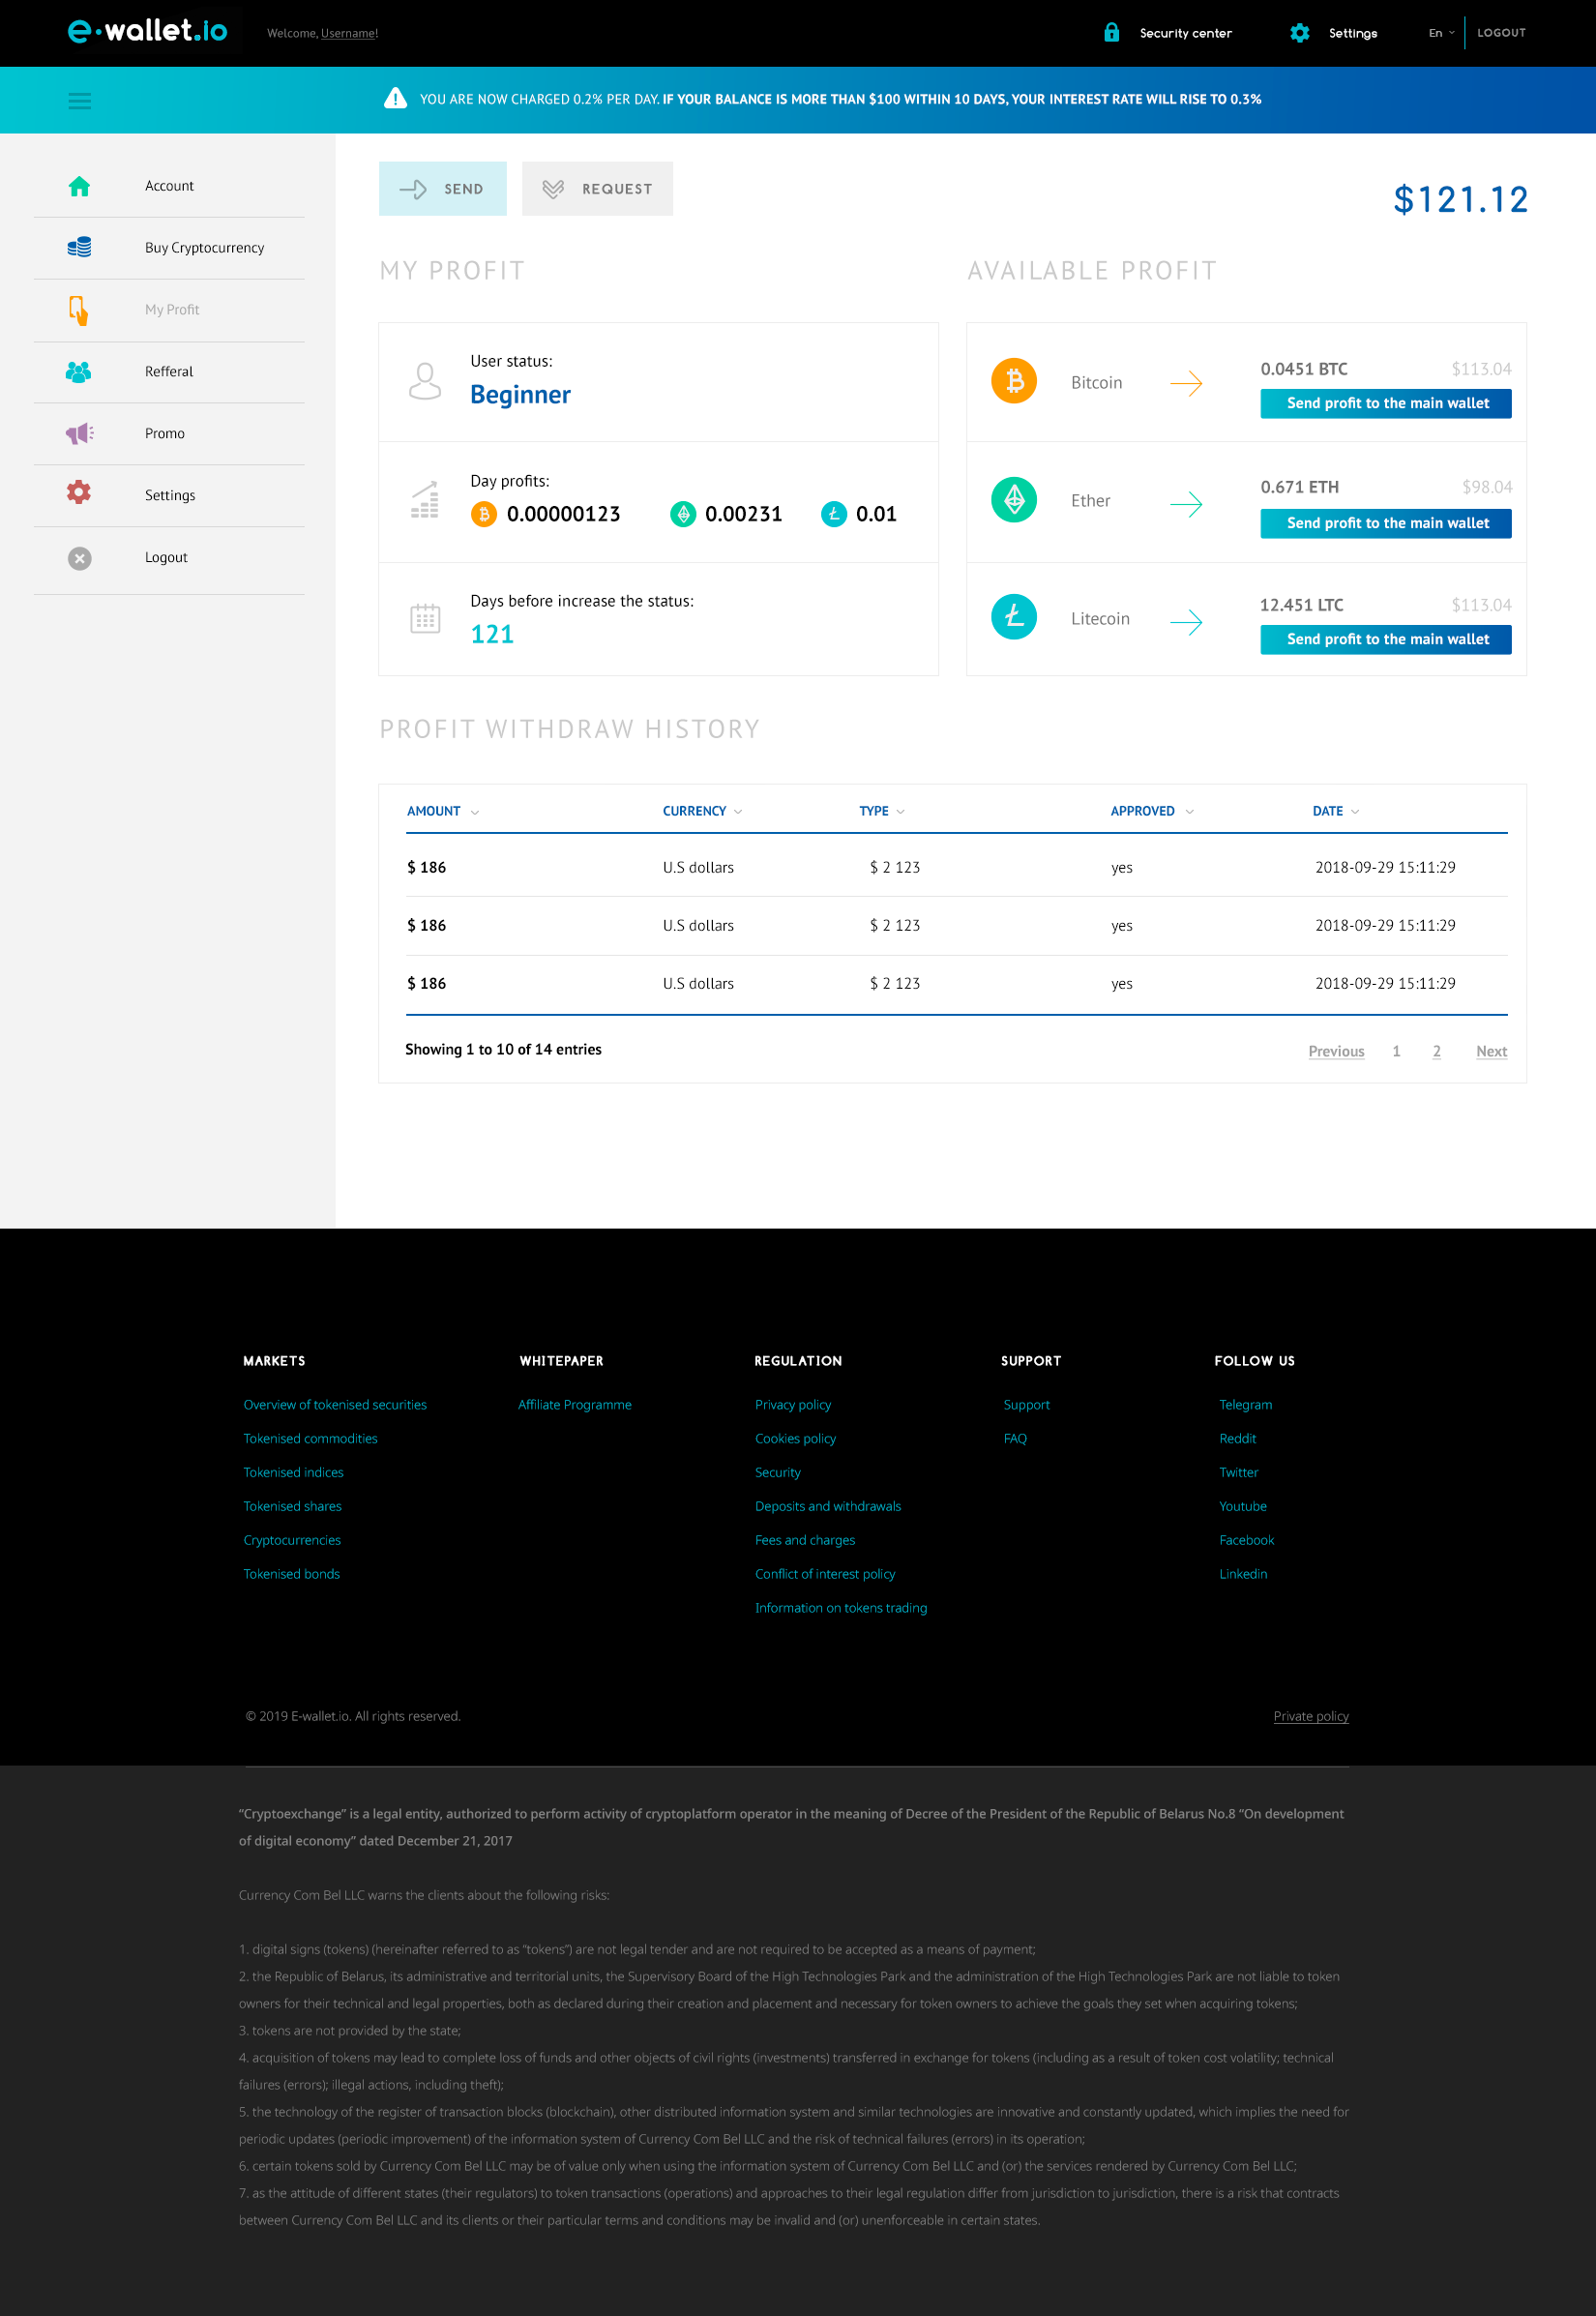 e-wallet.io
Welcome, Username!
Security center
Settings
En
LOGOUT
YOU ARE NOW CHARGED 0.2% PER DAY. IF YOUR BALANCE IS MORE THAN $100 WITHIN 10 DAYS, YOUR INTEREST RATE WILL RISE TO 0.3%
Account
Buy Cryptocurrency
My Profit
Refferal
Promo
Settings
Logout
SEND
REQUEST
$121.12
MY PROFIT
User status:
Beginner
Day profits:
0.00000123
0.00231
0.01
Days before increase the status:
121
AVAILABLE PROFIT
Bitcoin
0.0451 BTC
$113.04
Send profit to the main wallet
Ether
0.671 ETH
$98.04
Send profit to the main wallet
Litecoin
12.451 LTC
$113.04
Send profit to the main wallet
PROFIT WITHDRAW HISTORY
AMOUNT CURRENCY TYPE APPROVED DATE
$ 186 U.S dollars $ 2 123 yes 2018-09-29 15:11:29
$ 186 U.S dollars $ 2 123 yes 2018-09-29 15:11:29
$ 186 U.S dollars $ 2 123 yes 2018-09-29 15:11:29
Showing 1 to 10 of 14 entries
Previous 1 2 Next
MARKETS
Overview of tokenised securities
Tokenised commodities
Tokenised indices
Tokenised shares
Cryptocurrencies
Tokenised bonds
WHITEPAPER
Affiliate Programme
REGULATION
Privacy policy
Cookies policy
Security
Deposits and withdrawals
Fees and charges
Conflict of interest policy
Information on tokens trading
SUPPORT
Support
FAQ
FOLLOW US
Telegram
Reddit
Twitter
Youtube
Facebook
Linkedin
© 2019 E-wallet.io. All rights reserved.
Private policy
“Cryptoexchange” is a legal entity, authorized to perform activity of cryptoplatform operator in the meaning of Decree of the President of the Republic of Belarus No.8 “On development
of digital economy” dated December 21, 2017
Currency Com Bel LLC warns the clients about the following risks:
1. digital signs (tokens) (hereinafter referred to as “tokens”) are not legal tender and are not required to be accepted as a means of payment;
2. the Republic of Belarus, its administrative and territorial units, the Supervisory Board of the High Technologies Park and the administration of the High Technologies Park are not liable to token
owners for their technical and legal properties, both as declared during their creation and placement and necessary for token owners to achieve the goals they set when acquiring tokens;
3. tokens are not provided by the state;
4. acquisition of tokens may lead to complete loss of funds and other objects of civil rights (investments) transferred in exchange for tokens (including as a result of token cost volatility; technical
failures (errors); illegal actions, including theft);
5. the technology of the register of transaction blocks (blockchain), other distributed information system and similar technologies are innovative and constantly updated, which implies the need for
periodic updates (periodic improvement) of the information system of Currency Com Bel LLC and the risk of technical failures (errors) in its operation;
6. certain tokens sold by Currency Com Bel LLC may be of value only when using the information system of Currency Com Bel LLC and (or) the services rendered by Currency Com Bel LLC;
7. as the attitude of different states (their regulators) to token transactions (operations) and approaches to their legal regulation differ from jurisdiction to jurisdiction, there is a risk that contracts
between Currency Com Bel LLC and its clients or their particular terms and conditions may be invalid and (or) unenforceable in certain states.